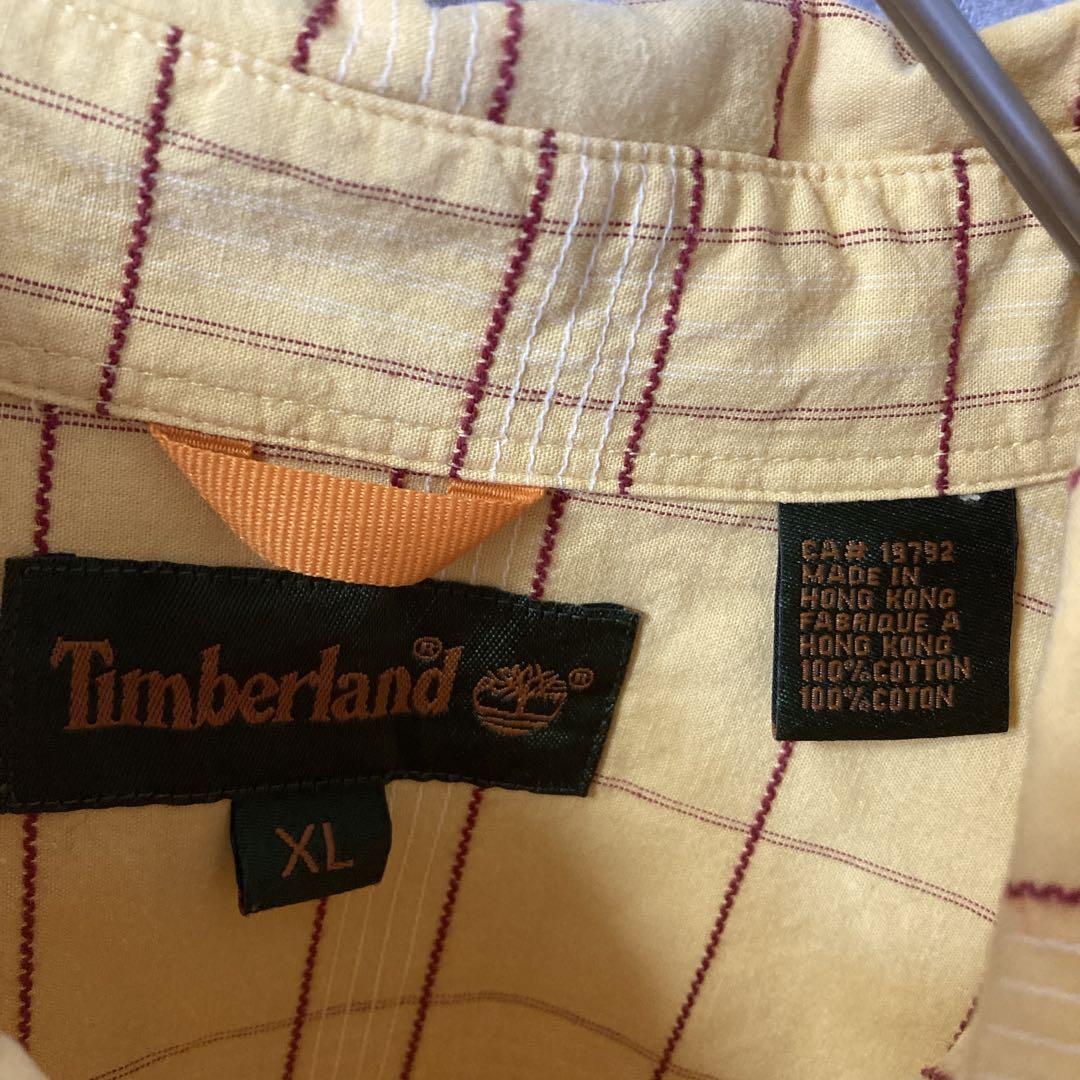 Timberland® ®
XL
CA# 19792
MADE IN
HONG KONG
FABRIQUE A
HONG KONG
100% COTTON
100% COTON